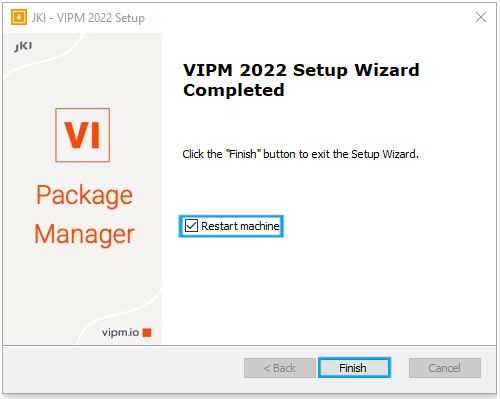 JKI - VIPM 2022 Setup
JKI
VI
Package
Manager
vipm.io
VIPM 2022 Setup Wizard
Completed
Click the "Finish" button to exit the Setup Wizard.
Restart machine
< Back
Finish
Cancel